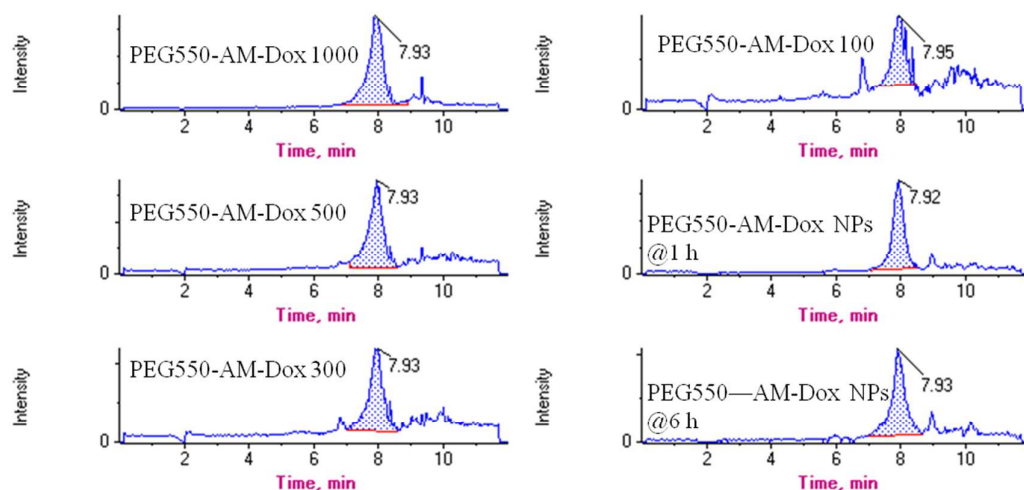 Intensity
PEG550-AM-Dox 1000
7.93
0
2 4 6 8 10
Time, min
Intensity
PEG550-AM-Dox 100
7.95
0
2 4 6 8 10
Time, min
Intensity
PEG550-AM-Dox 500
7.93
0
2 4 6 8 10
Time, min
Intensity
PEG550-AM-Dox NPs
@1 h
7.92
0
2 4 6 8 10
Time, min
Intensity
PEG550-AM-Dox 300
7.93
0
2 4 6 8 10
Time, min
Intensity
PEG550—AM-Dox NPs
@6 h
7.93
0
2 4 6 8 10
Time, min